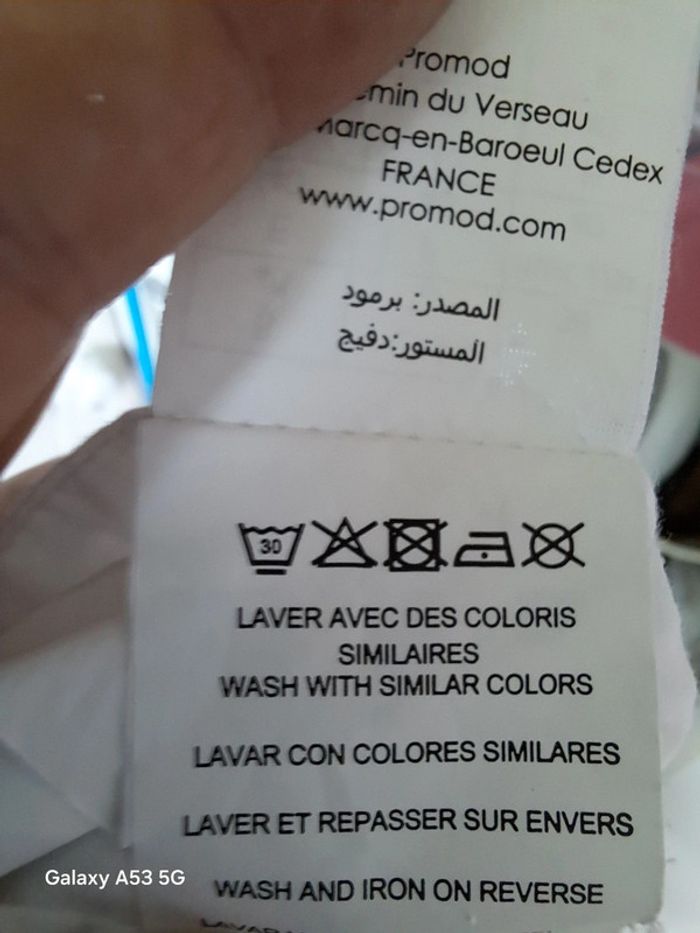 Promod
du Verseau
Marcq-en-Baroeul Cedex
FRANCE
www.promod.com
المصدر: برمود
المستور:دفيج
30
LAVER AVEC DES COLORIS
SIMILAIRES
WASH WITH SIMILAR COLORS
LAVAR CON COLORES SIMILARES
LAVER ET REPASSER SUR ENVERS
WASH AND IRON ON REVERSE
Galaxy A53 5G